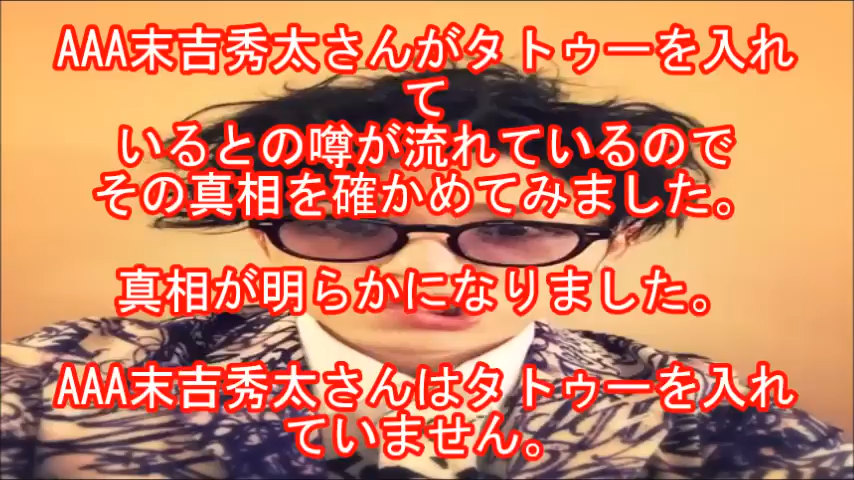 AAA末吉秀太さんがタトゥーを入れ
て
いるとの噂が流れているので
その真相を確かめてみました。
真相が明らかになりました。
AAA末吉秀太さんはタトゥーを入れ
ていません。